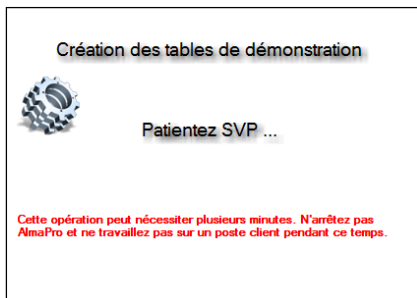 Création des tables de démonstration
Patientez SVP ...
Cette opération peut nécessiter plusieurs minutes. N'arrêtez pas
AlmaPro et ne travaillez pas sur un poste client pendant ce temps.